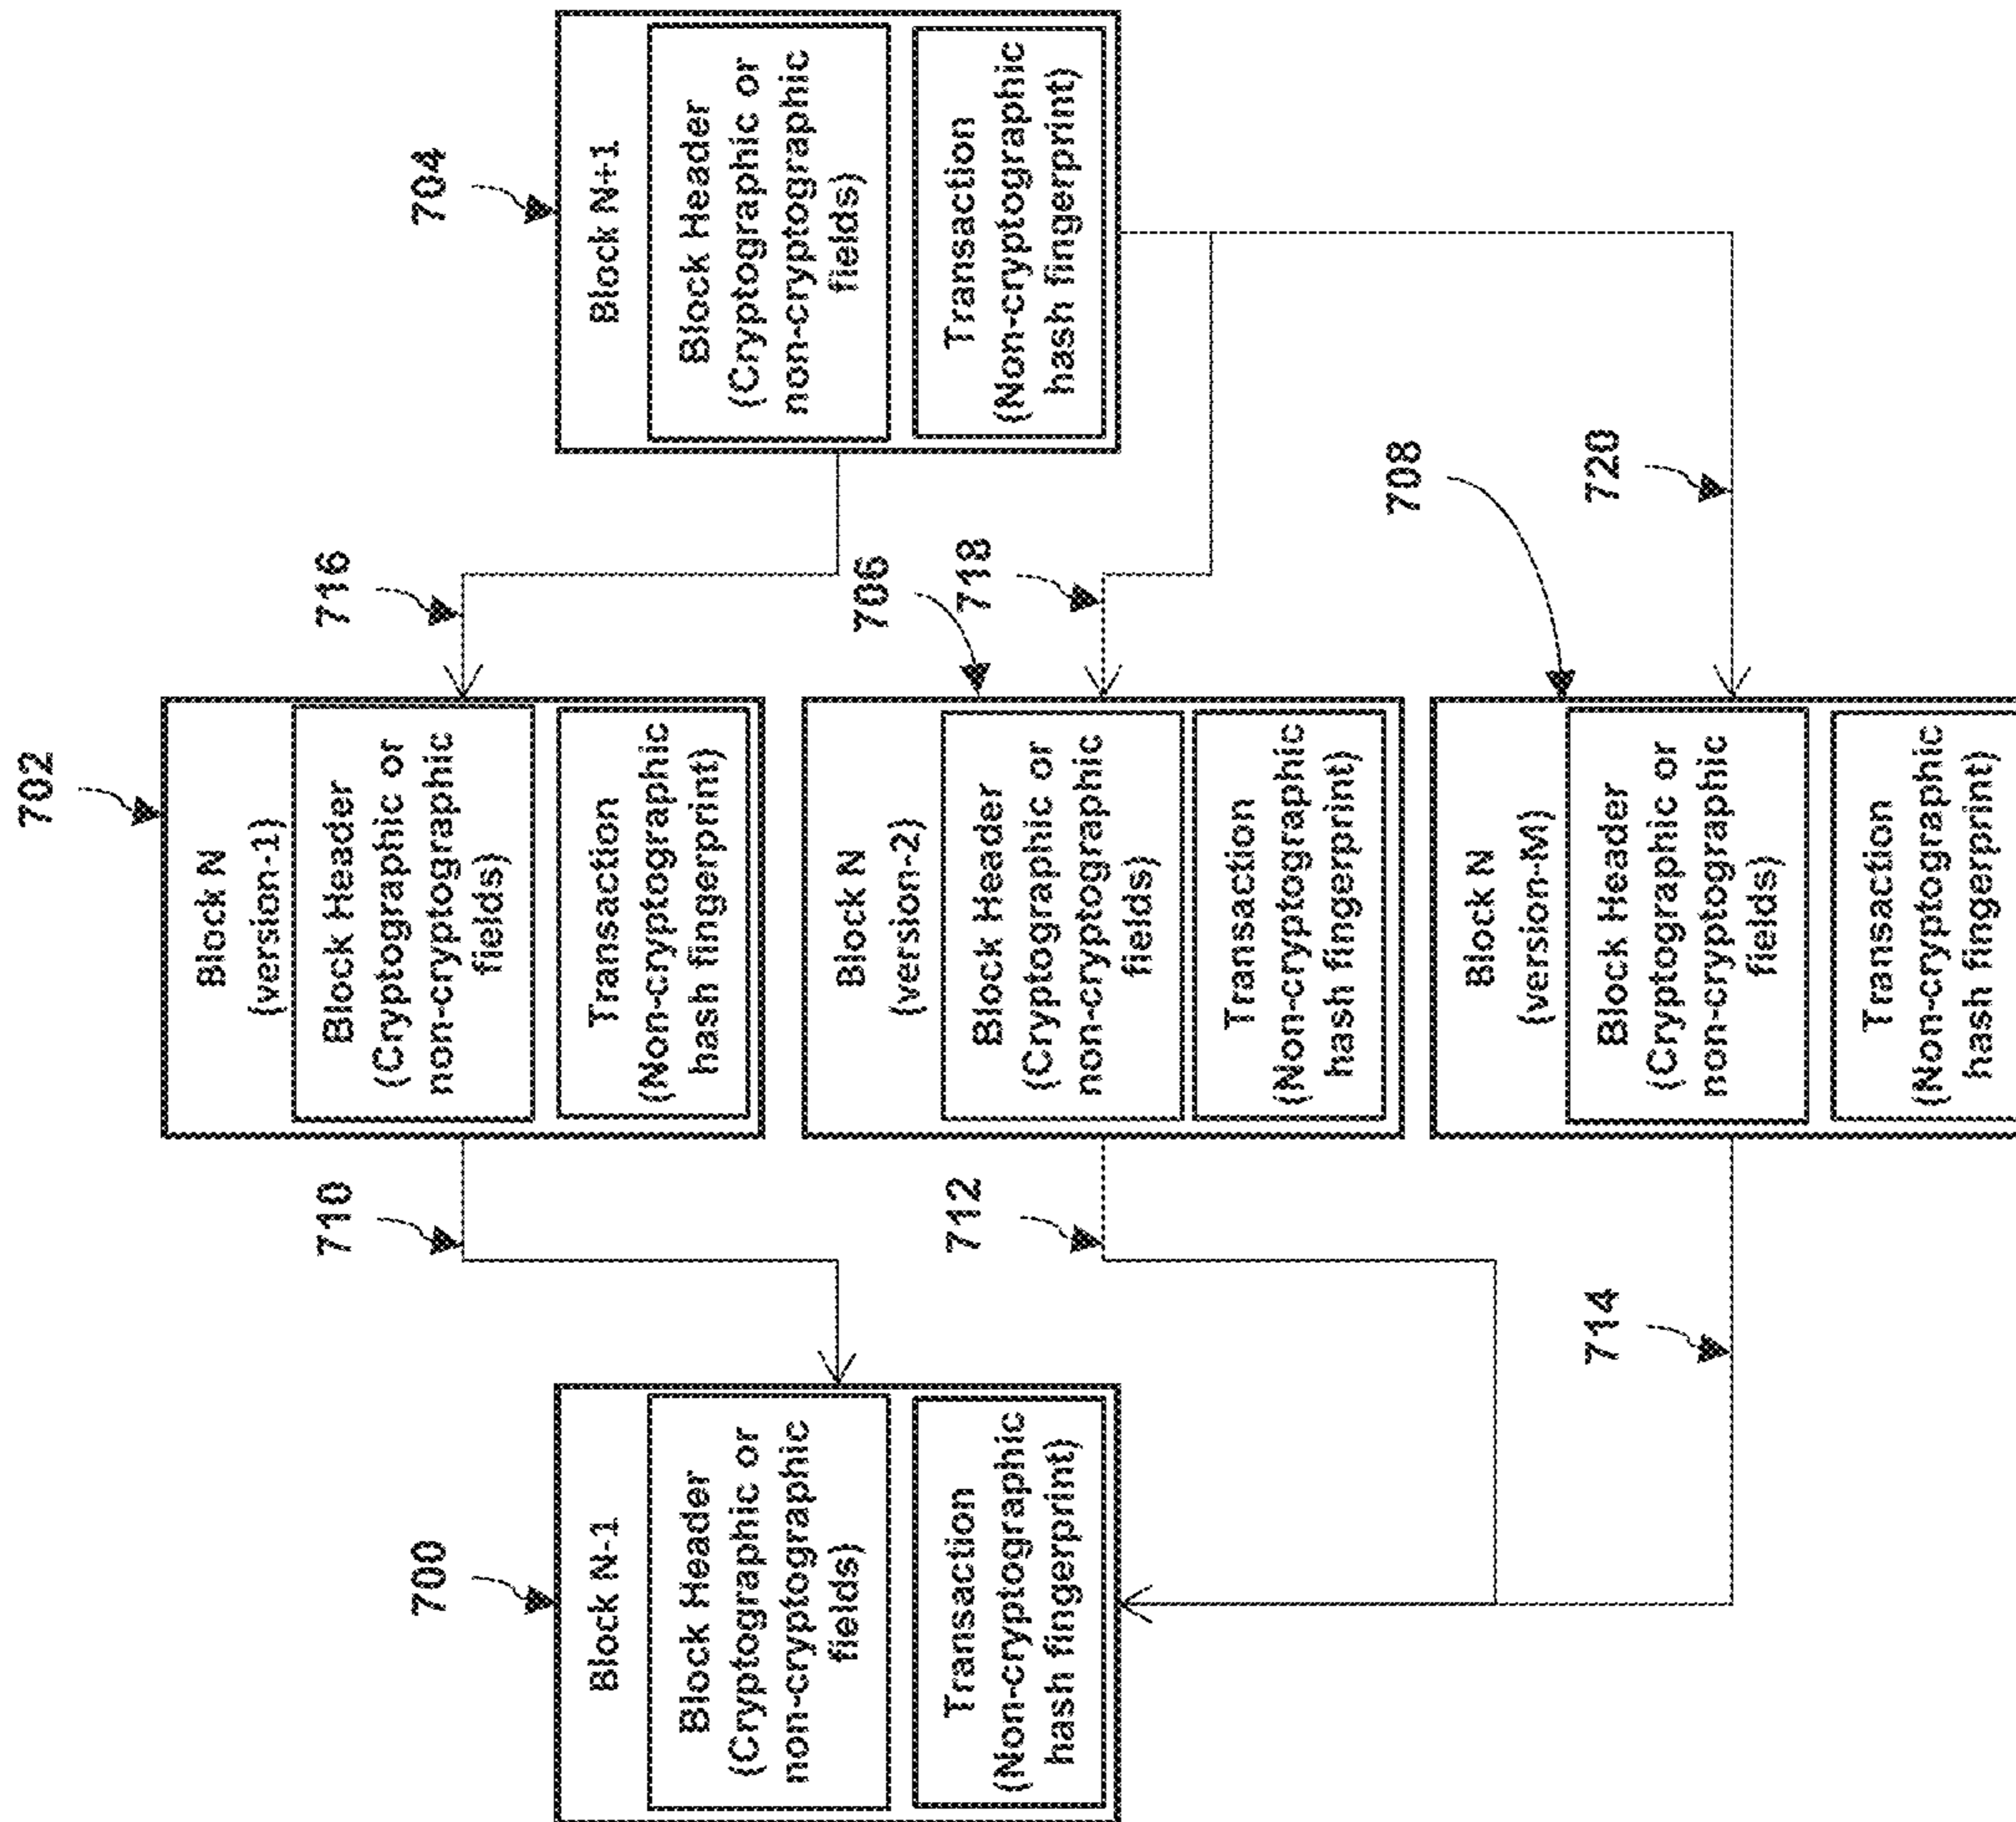 700
Block N-1
Block Header
(Cryptographic or
non-cryptographic
fields)
Transaction
(Non-cryptographic
hash fingerprint)
710
712
714
702
Block N
(version-1)
Block Header
(Cryptographic or
non-cryptographic
fields)
Transaction
(Non-cryptographic
hash fingerprint)
706
Block N
(version-2)
Block Header
(Cryptographic or
non-cryptographic
fields)
Transaction
(Non-cryptographic
hash fingerprint)
708
Block N
(version-M)
Block Header
(Cryptographic or
non-cryptographic
fields)
Transaction
(Non-cryptographic
hash fingerprint)
716
718
720
704
Block N+1
Block Header
(Cryptographic or
non-cryptographic
fields)
Transaction
(Non-cryptographic
hash fingerprint)